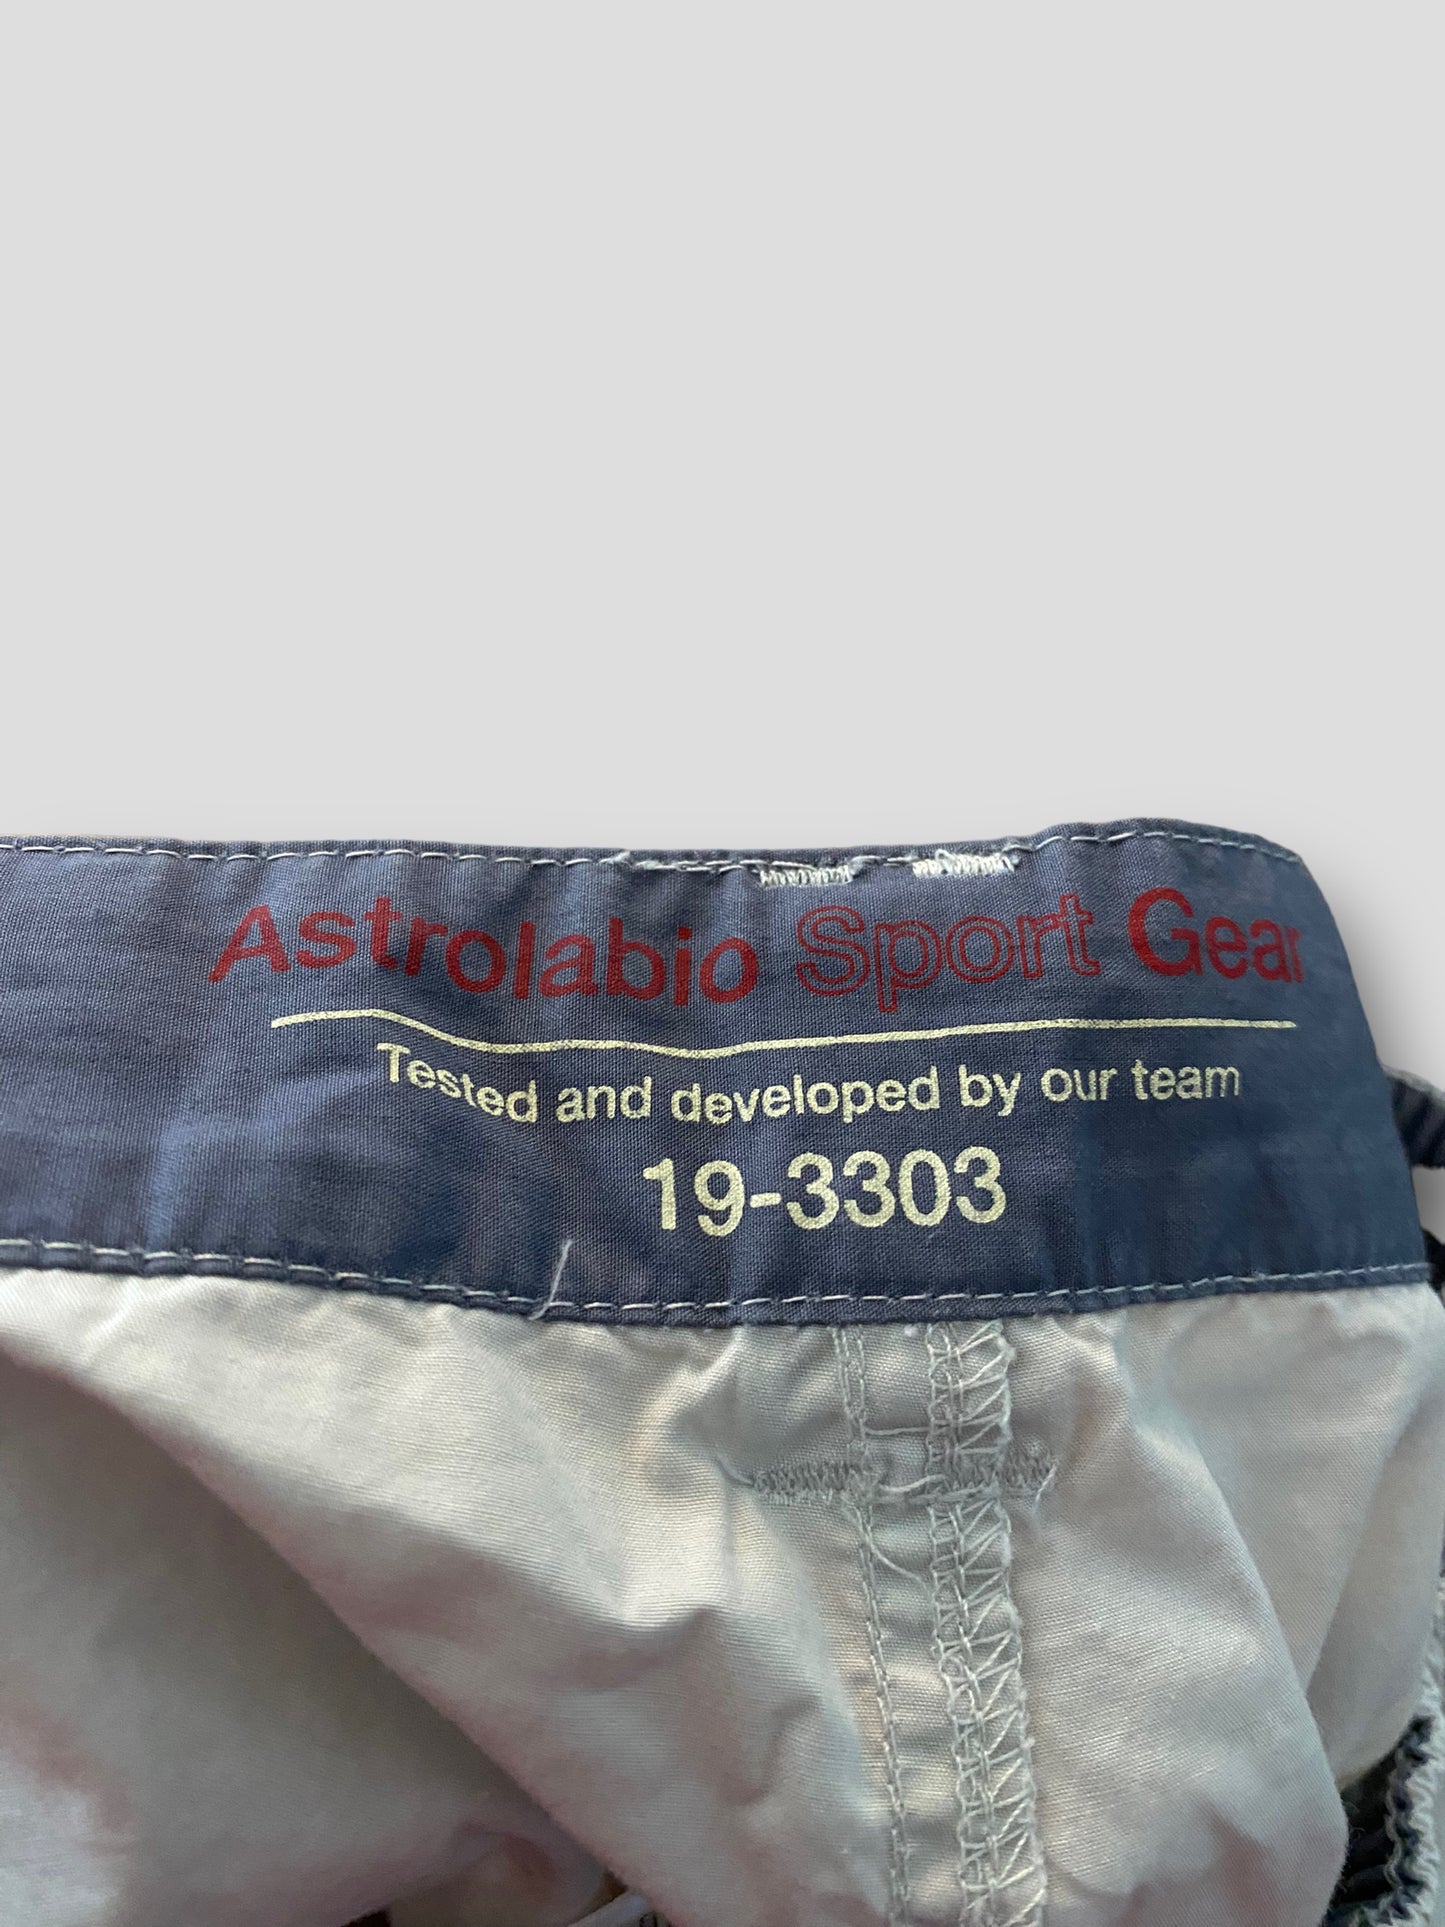 Astrolabio Sport Gear
Tested and developed by our team
19-3303